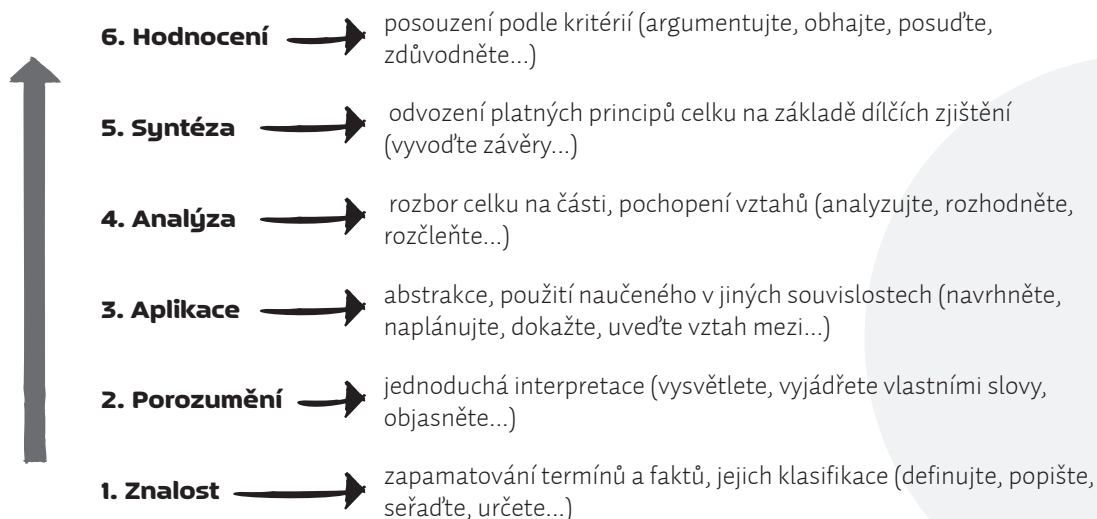 6. Hodnocení posouzení podle kritérií (argumentujte, obhajte, posuďte,
zdůvodněte...)
5. Syntéza odvození platných principů celku na základě dílčích zjištění
(vyvoďte závěry...)
4. Analýza rozbor celku na části, pochopení vztahů (analyzujte, rozhodněte,
rozčleňte...)
3. Aplikace abstrakce, použití naučeného v jiných souvislostech (navrhněte,
naplánujte, dokažte, uveďte vztah mezi...)
2. Porozumění jednoduchá interpretace (vysvětlete, vyjádřete vlastními slovy,
objasněte...)
1. Znalost zapamatování termínů a faktů, jejich klasifikace (definujte, popište,
seřaďte, určete...)